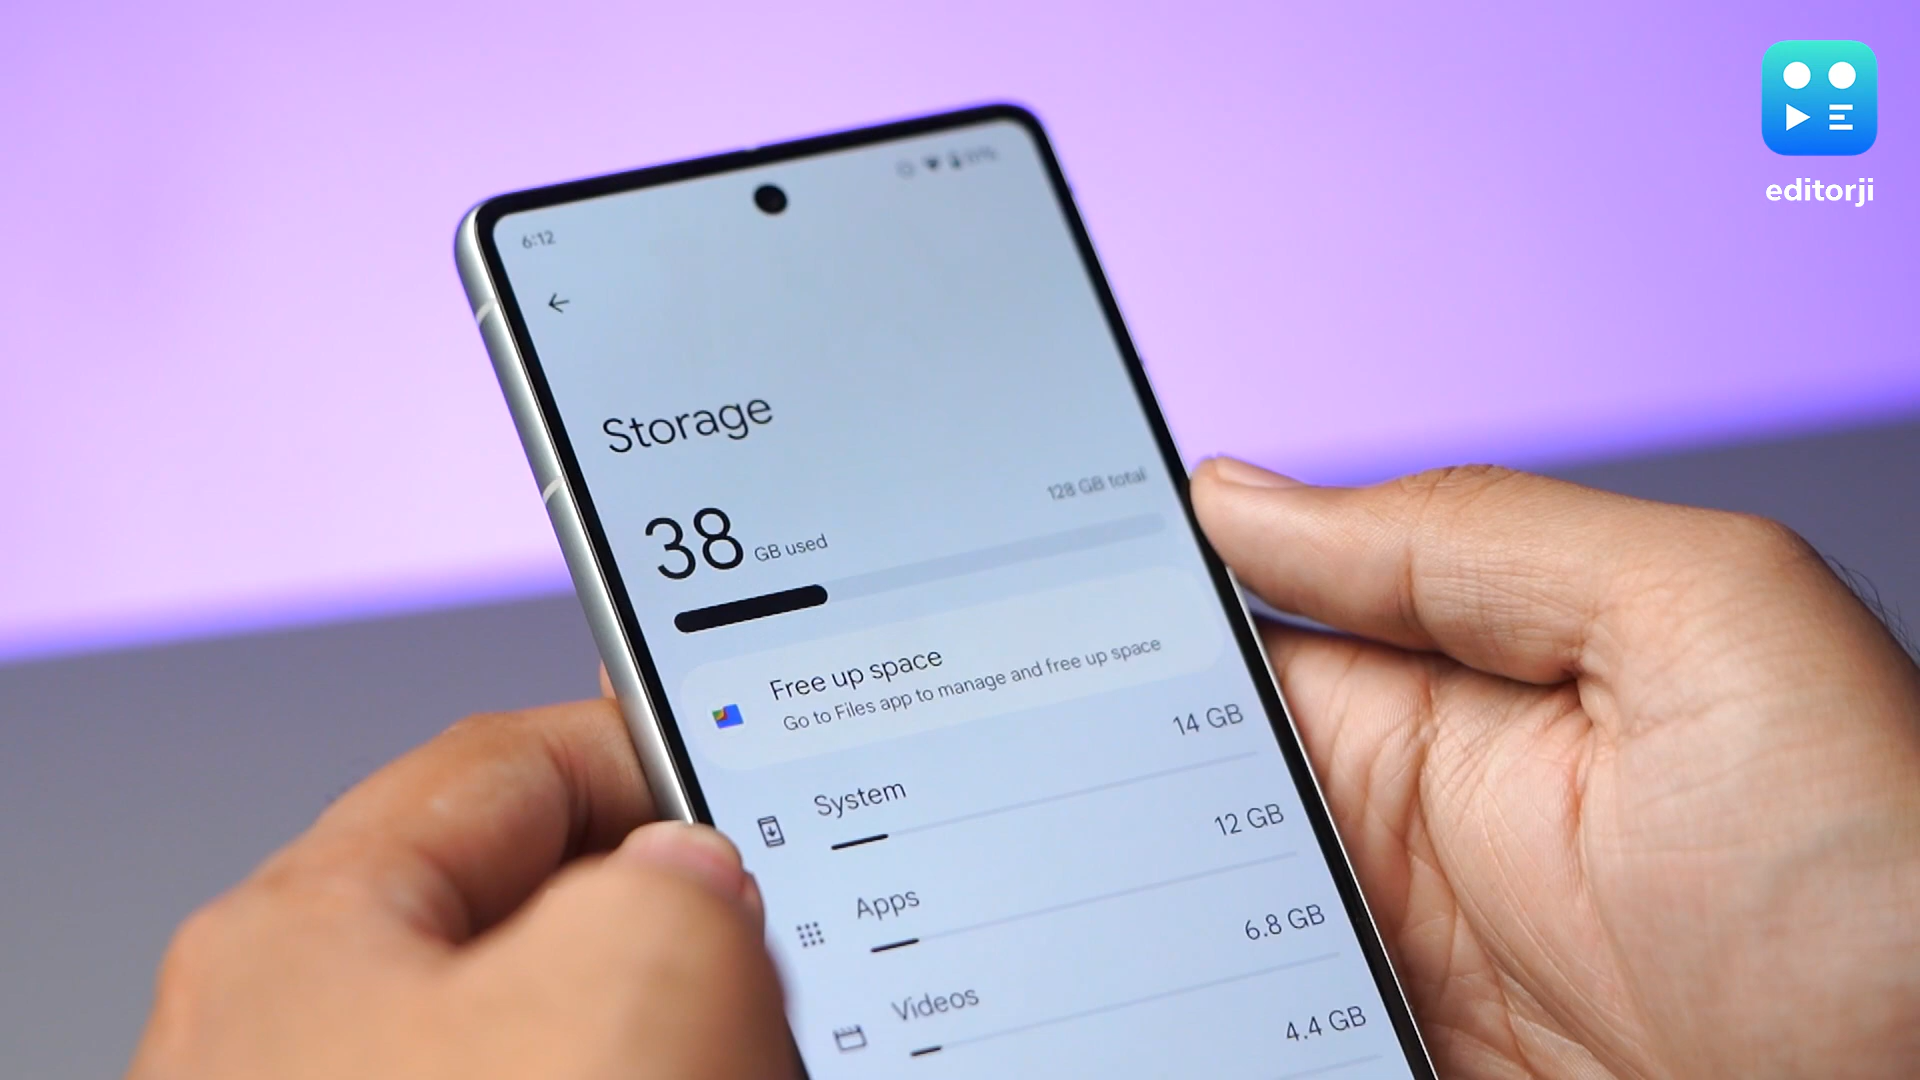 editorji
6:12
Storage
128 GB total
38 GB used
Free up space
Go to Files app to manage and free up space
System 14 GB
Apps 12 GB
Videos 6.8 GB
4.4 GB